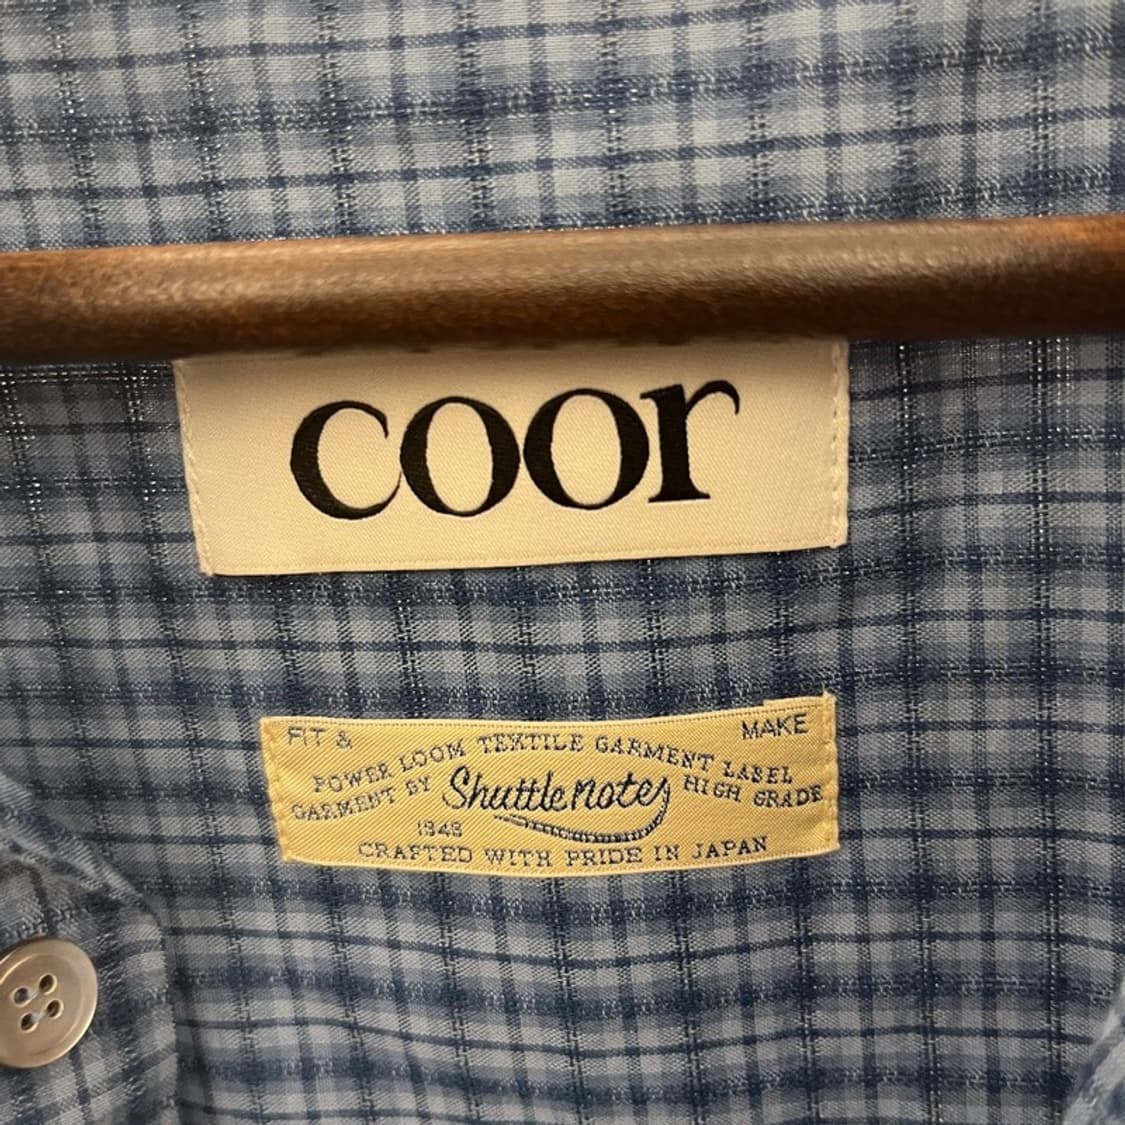 coor
FIT & MAKE
POWER LOOM TEXTILE GARMENT LABEL
GARMENT BY Shuttlenotes HIGH GRADE
1948
CRAFTED WITH PRIDE IN JAPAN